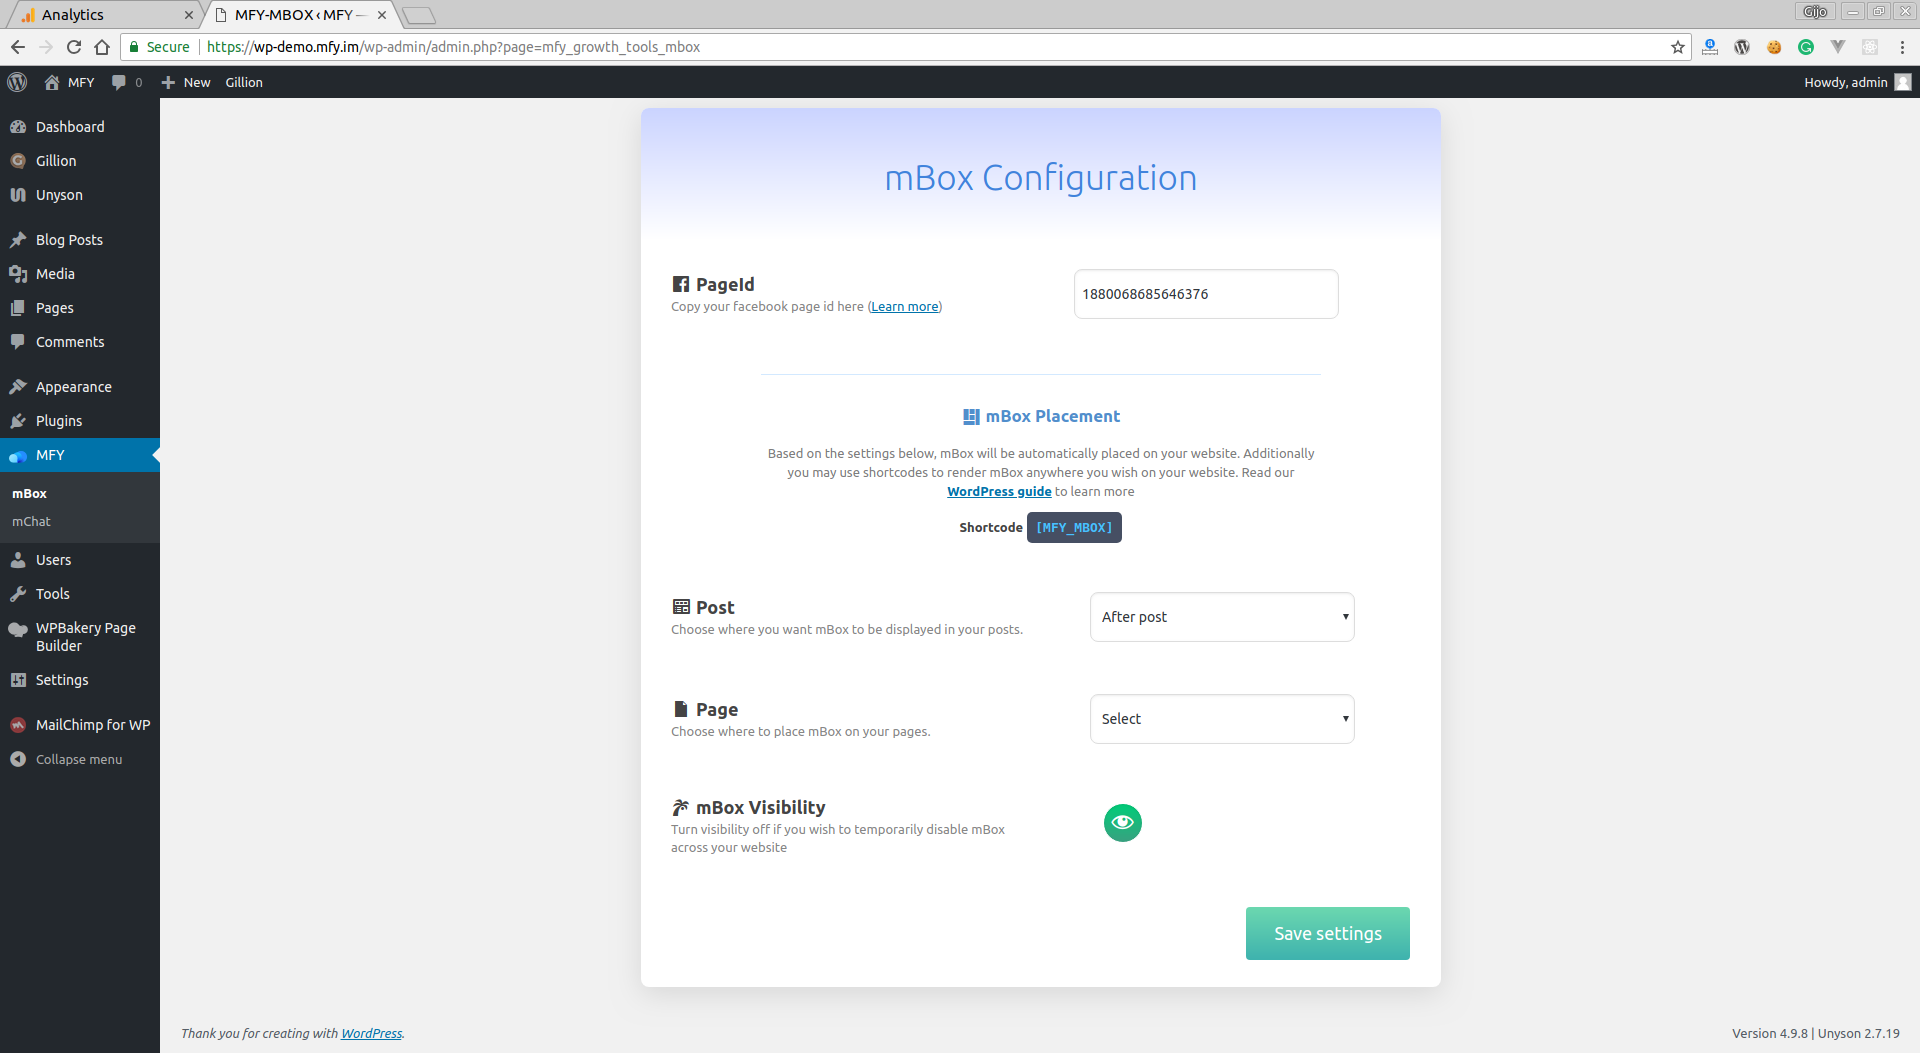 Analytics
MFY-MBOX ‹ MFY —
Gijo
Secure
https://wp-demo.mfy.im/wp-admin/admin.php?page=mfy_growth_tools_mbox
MFY
0
New
Gillion
Howdy, admin
Dashboard
Gillion
Unyson
Blog Posts
Media
Pages
Comments
Appearance
Plugins
MFY
mBox
mChat
Users
Tools
WPBakery Page
Builder
Settings
MailChimp for WP
Collapse menu
mBox Configuration
PageId
Copy your facebook page id here (Learn more)
1880068685646376
mBox Placement
Based on the settings below, mBox will be automatically placed on your website. Additionally
you may use shortcodes to render mBox anywhere you wish on your website. Read our
WordPress guide to learn more
Shortcode [MFY_MBOX]
Post
Choose where you want mBox to be displayed in your posts.
After post
Page
Choose where to place mBox on your pages.
Select
mBox Visibility
Turn visibility off if you wish to temporarily disable mBox
across your website
Save settings
Thank you for creating with WordPress.
Version 4.9.8 | Unyson 2.7.19